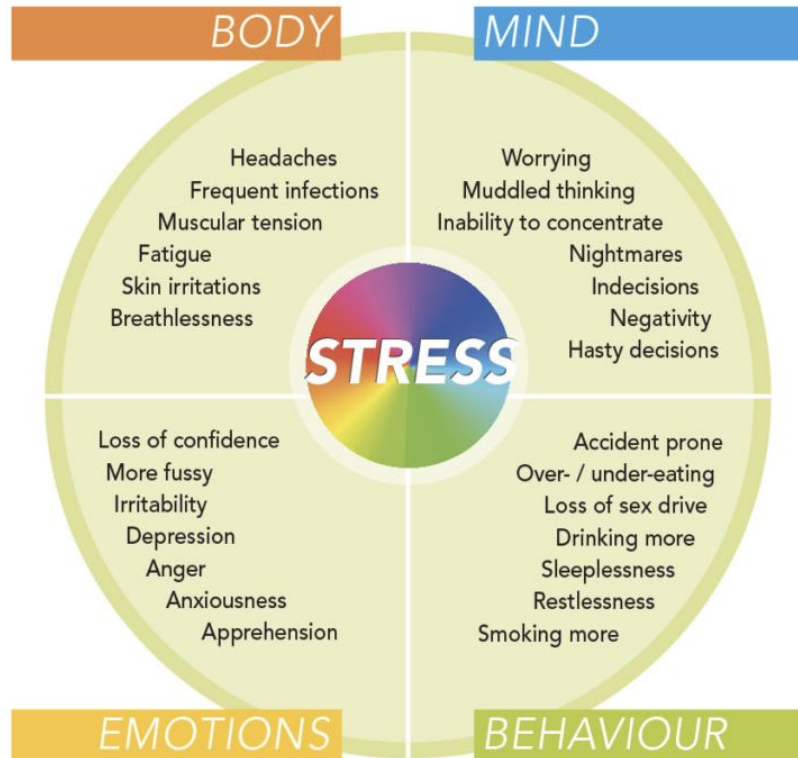 BODY
MIND
Headaches
Frequent infections
Muscular tension
Fatigue
Skin irritations
Breathlessness
Worrying
Muddled thinking
Inability to concentrate
Nightmares
Indecisions
Negativity
Hasty decisions
STRESS
Loss of confidence
More fussy
Irritability
Depression
Anger
Anxiousness
Apprehension
Accident prone
Over- / under-eating
Loss of sex drive
Drinking more
Sleeplessness
Restlessness
Smoking more
EMOTIONS
BEHAVIOUR